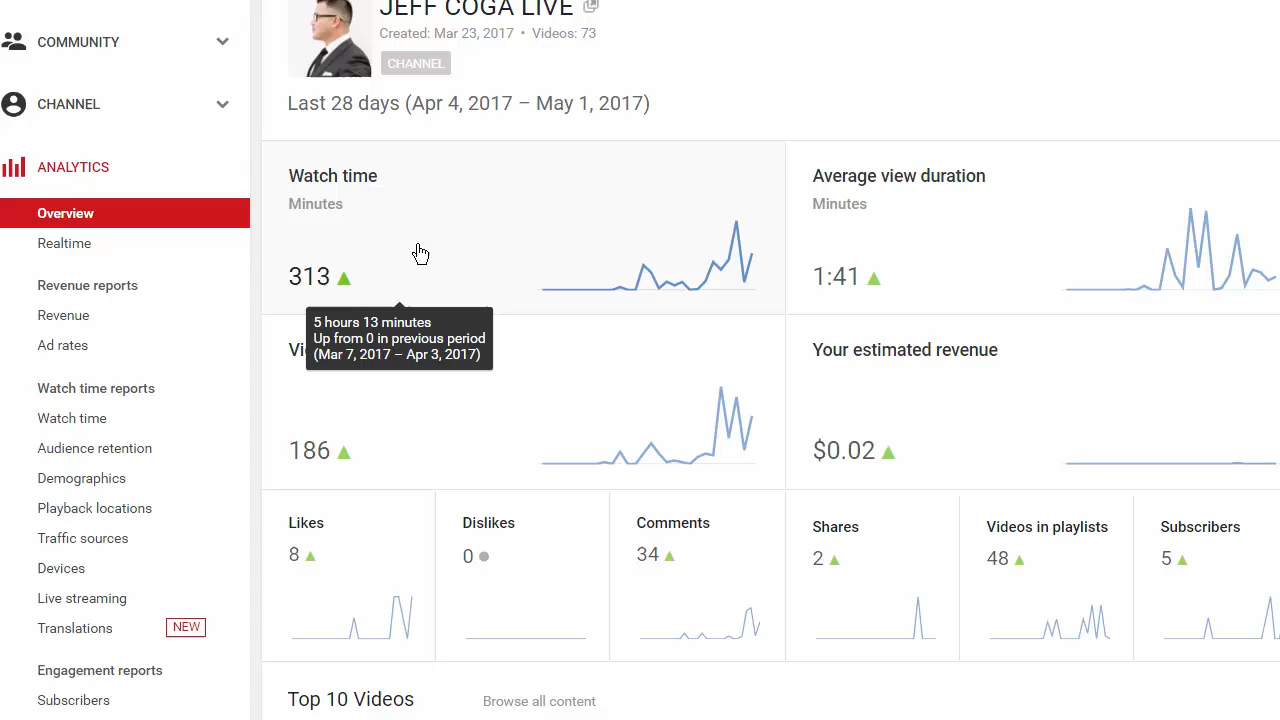 JEFF COGA LIVE
Created: Mar 23, 2017 • Videos: 73
CHANNEL
Last 28 days (Apr 4, 2017 – May 1, 2017)
COMMUNITY
CHANNEL
ANALYTICS
Overview
Realtime
Revenue reports
Revenue
Ad rates
Watch time reports
Watch time
Audience retention
Demographics
Playback locations
Traffic sources
Devices
Live streaming
Translations NEW
Engagement reports
Subscribers
Watch time
Minutes
313
5 hours 13 minutes
Up from 0 in previous period
(Mar 7, 2017 – Apr 3, 2017)
Average view duration
Minutes
1:41
186
Your estimated revenue
$0.02
Likes
8
Dislikes
0
Comments
34
Shares
2
Videos in playlists
48
Subscribers
5
Top 10 Videos
Browse all content